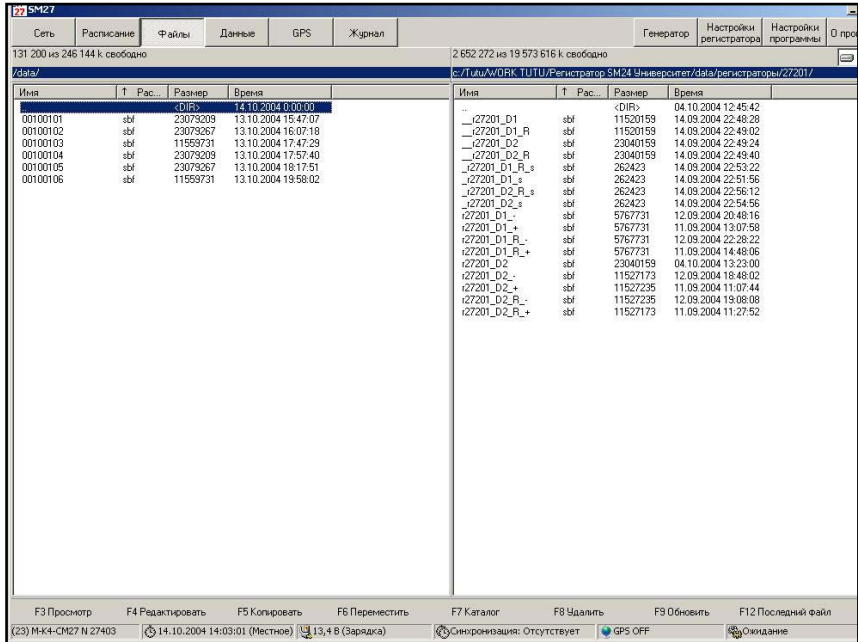 27 SM27
Сеть Расписание Файлы Данные GPS Журнал Генератор Настройки регистратора Настройки программы О про
131 200 из 246 144 k свободно
/data/
Имя ↑ Рас... Размер Время
.. <DIR> 14.10.2004 0:00:00
00100101 sbf 23079209 13.10.2004 15:47:07
00100102 sbf 23079267 13.10.2004 16:07:18
00100103 sbf 11559731 13.10.2004 17:47:29
00100104 sbf 23079209 13.10.2004 17:57:40
00100105 sbf 23079267 13.10.2004 18:17:51
00100106 sbf 11559731 13.10.2004 19:58:02
2 652 272 из 19 573 616 k свободно
c:/Tutu/WORK TUTU/Регистратор SM24 Университет/data/регистраторы/27201/
Имя ↑ Рас... Размер Время
.. <DIR> 04.10.2004 12:45:42
__r27201_D1 sbf 11520159 14.09.2004 22:48:28
__r27201_D1_R sbf 11520159 14.09.2004 22:49:02
__r27201_D2 sbf 23040159 14.09.2004 22:49:24
__r27201_D2_R sbf 23040159 14.09.2004 22:49:40
_r27201_D1_R_s sbf 262423 14.09.2004 22:53:22
_r27201_D1_s sbf 262423 14.09.2004 22:51:56
_r27201_D2_R_s sbf 262423 14.09.2004 22:56:12
_r27201_D2_s sbf 262423 14.09.2004 22:54:56
r27201_D1_- sbf 5767731 12.09.2004 20:48:16
r27201_D1_+ sbf 5767731 11.09.2004 13:07:58
r27201_D1_R_- sbf 5767731 12.09.2004 22:28:22
r27201_D1_R_+ sbf 5767731 11.09.2004 14:48:06
r27201_D2 sbf 23040159 04.10.2004 13:23:00
r27201_D2_- sbf 11527173 12.09.2004 18:48:02
r27201_D2_+ sbf 11527235 11.09.2004 11:07:44
r27201_D2_R_- sbf 11527235 12.09.2004 19:08:08
r27201_D2_R_+ sbf 11527173 11.09.2004 11:27:52
F3 Просмотр F4 Редактировать F5 Копировать F6 Переместить F7 Каталог F8 Удалить F9 Обновить F12 Последний файл
(23) М-К4-СМ27 N 27403 14.10.2004 14:03:01 (Местное) 13,4 В (Зарядка) Синхронизация: Отсутствует GPS OFF Ожидание